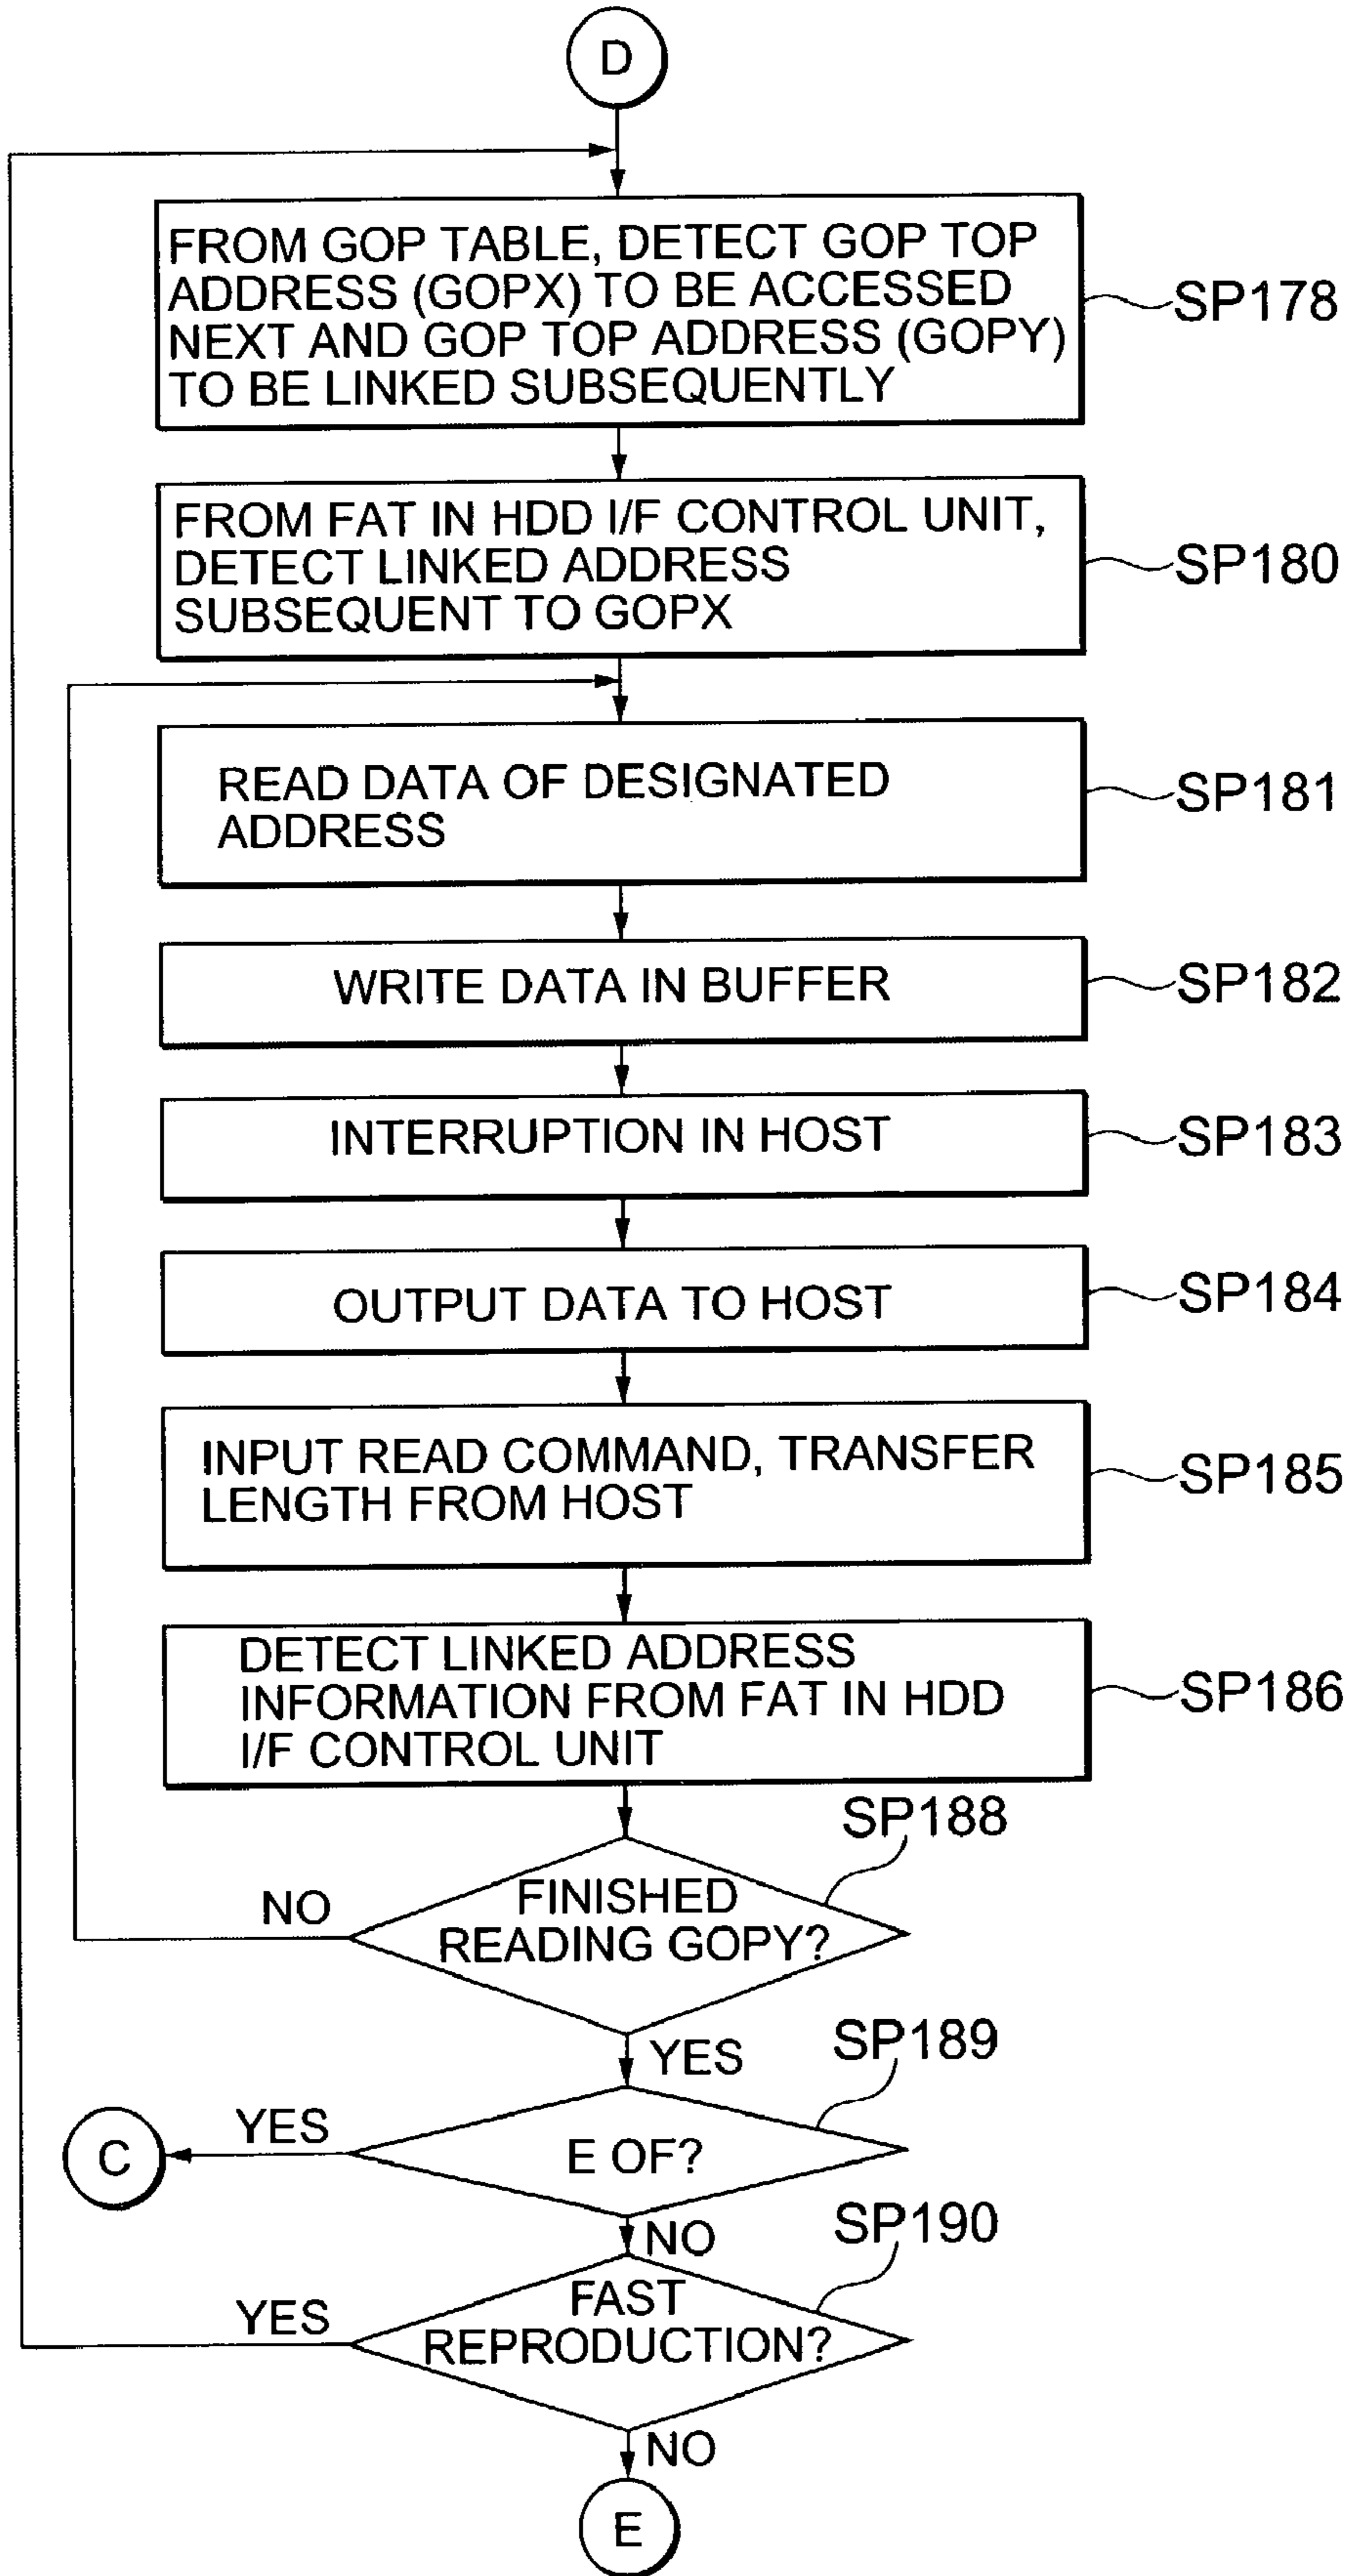 D
FROM GOP TABLE, DETECT GOP TOP
ADDRESS (GOPX) TO BE ACCESSED
NEXT AND GOP TOP ADDRESS (GOPY)
TO BE LINKED SUBSEQUENTLY
SP178
FROM FAT IN HDD I/F CONTROL UNIT,
DETECT LINKED ADDRESS
SUBSEQUENT TO GOPX
SP180
READ DATA OF DESIGNATED
ADDRESS
SP181
WRITE DATA IN BUFFER
SP182
INTERRUPTION IN HOST
SP183
OUTPUT DATA TO HOST
SP184
INPUT READ COMMAND, TRANSFER
LENGTH FROM HOST
SP185
DETECT LINKED ADDRESS
INFORMATION FROM FAT IN HDD
I/F CONTROL UNIT
SP186
SP188
NO
FINISHED
READING GOPY?
YES
SP189
C
YES
E OF?
NO
SP190
YES
FAST
REPRODUCTION?
NO
E